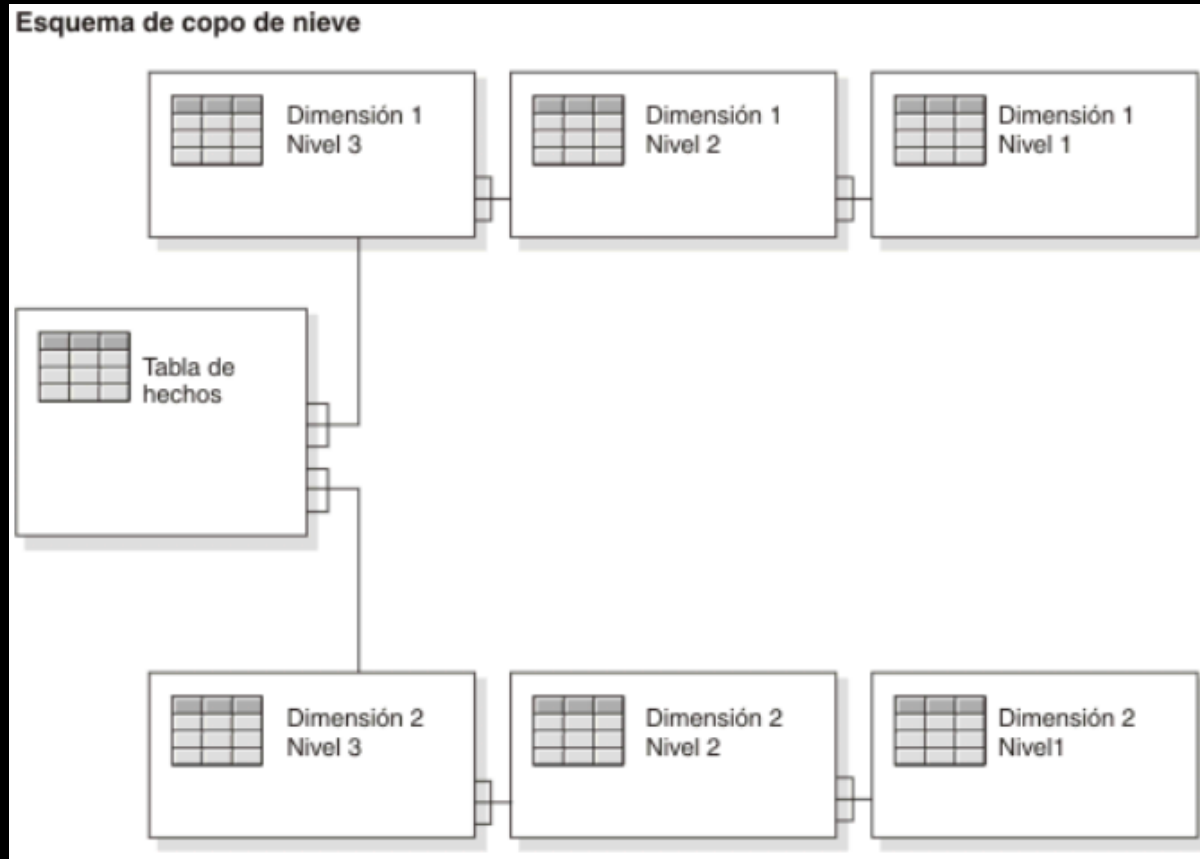 Esquema de copo de nieve
Dimensión 1
Nivel 3
Dimensión 1
Nivel 2
Dimensión 1
Nivel 1
Tabla de
hechos
Dimensión 2
Nivel 3
Dimensión 2
Nivel 2
Dimensión 2
Nivel1